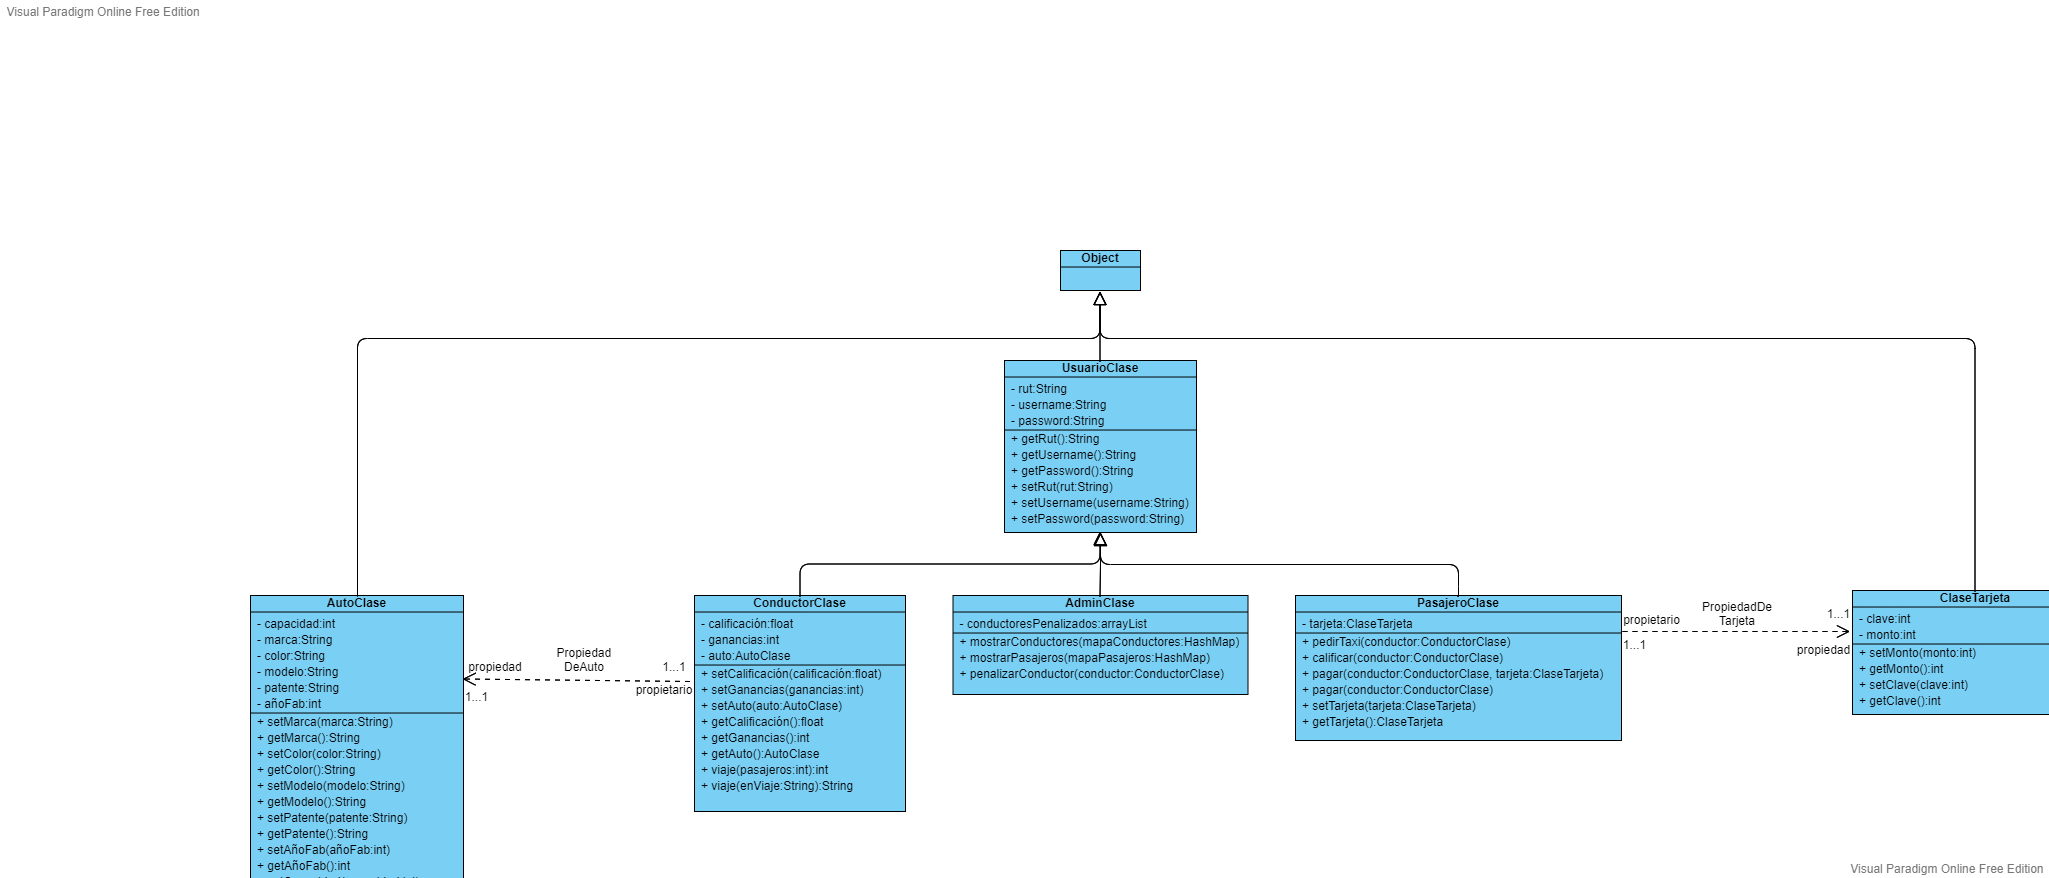 Visual Paradigm Online Free Edition
Object
UsuarioClase
- rut:String
- username:String
- password:String
+ getRut():String
+ getUsername():String
+ getPassword():String
+ setRut(rut:String)
+ setUsername(username:String)
+ setPassword(password:String)
AutoClase
- capacidad:int
- marca:String
- color:String
- modelo:String
- patente:String
- añoFab:int
+ setMarca(marca:String)
+ getMarca():String
+ setColor(color:String)
+ getColor():String
+ setModelo(modelo:String)
+ getModelo():String
+ setPatente(patente:String)
+ getPatente():String
+ setAñoFab(añoFab:int)
+ getAñoFab():int
propiedad
1...1
Propiedad
DeAuto
1...1
propietario
ConductorClase
- calificación:float
- ganancias:int
- auto:AutoClase
+ setCalificación(calificación:float)
+ setGanancias(ganancias:int)
+ setAuto(auto:AutoClase)
+ getCalificación():float
+ getGanancias():int
+ getAuto():AutoClase
+ viaje(pasajeros:int):int
+ viaje(enViaje:String):String
AdminClase
- conductoresPenalizados:arrayList
+ mostrarConductores(mapaConductores:HashMap)
+ mostrarPasajeros(mapaPasajeros:HashMap)
+ penalizarConductor(conductor:ConductorClase)
PasajeroClase
- tarjeta:ClaseTarjeta
+ pedirTaxi(conductor:ConductorClase)
+ calificar(conductor:ConductorClase)
+ pagar(conductor:ConductorClase, tarjeta:ClaseTarjeta)
+ pagar(conductor:ConductorClase)
+ setTarjeta(tarjeta:ClaseTarjeta)
+ getTarjeta():ClaseTarjeta
propietario
1...1
PropiedadDe
Tarjeta
1...1
propiedad
ClaseTarjeta
- clave:int
- monto:int
+ setMonto(monto:int)
+ getMonto():int
+ setClave(clave:int)
+ getClave():int
Visual Paradigm Online Free Edition